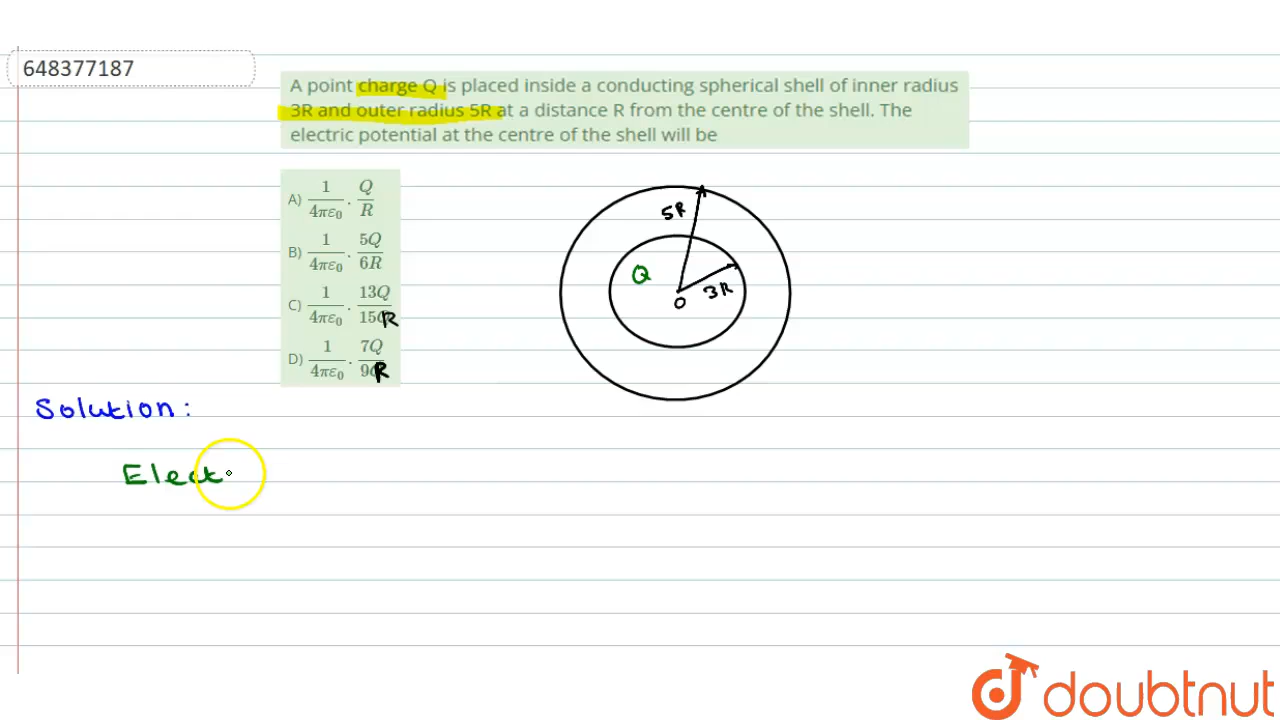 648377187
A point charge Q is placed inside a conducting spherical shell of inner radius
3R and outer radius 5R at a distance R from the centre of the shell. The
electric potential at the centre of the shell will be
A) 1/4πε₀ . Q/R
B) 1/4πε₀ . 5Q/6R
C) 1/4πε₀ . 13Q/15R
D) 1/4πε₀ . 7Q/9R
5R
Q
3R
O
Solution:
Elect
doubtnut